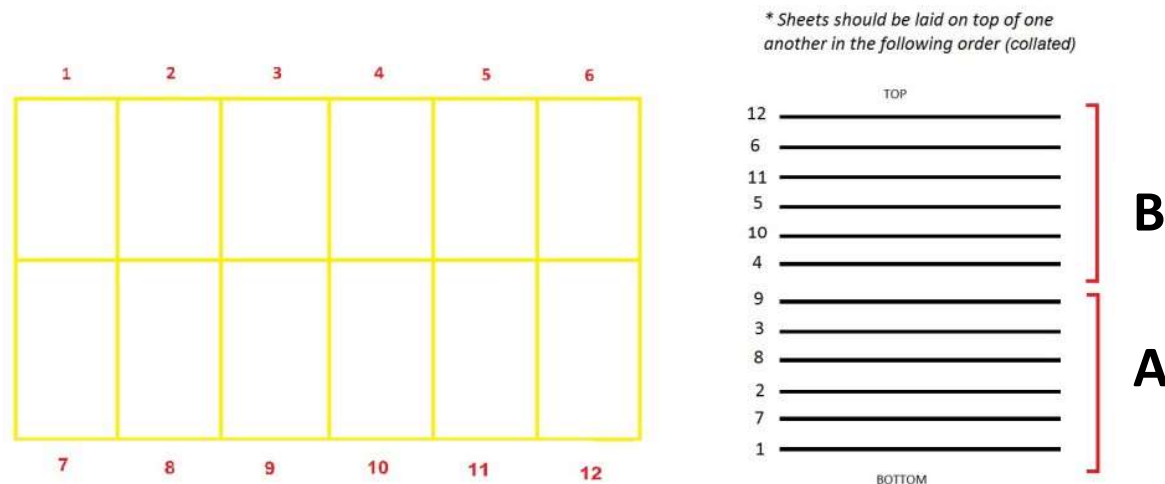 * Sheets should be laid on top of one
another in the following order (collated)
1 2 3 4 5 6
7 8 9 10 11 12
TOP
12
6
11
5
10
4
B
9
3
8
2
7
1
A
BOTTOM